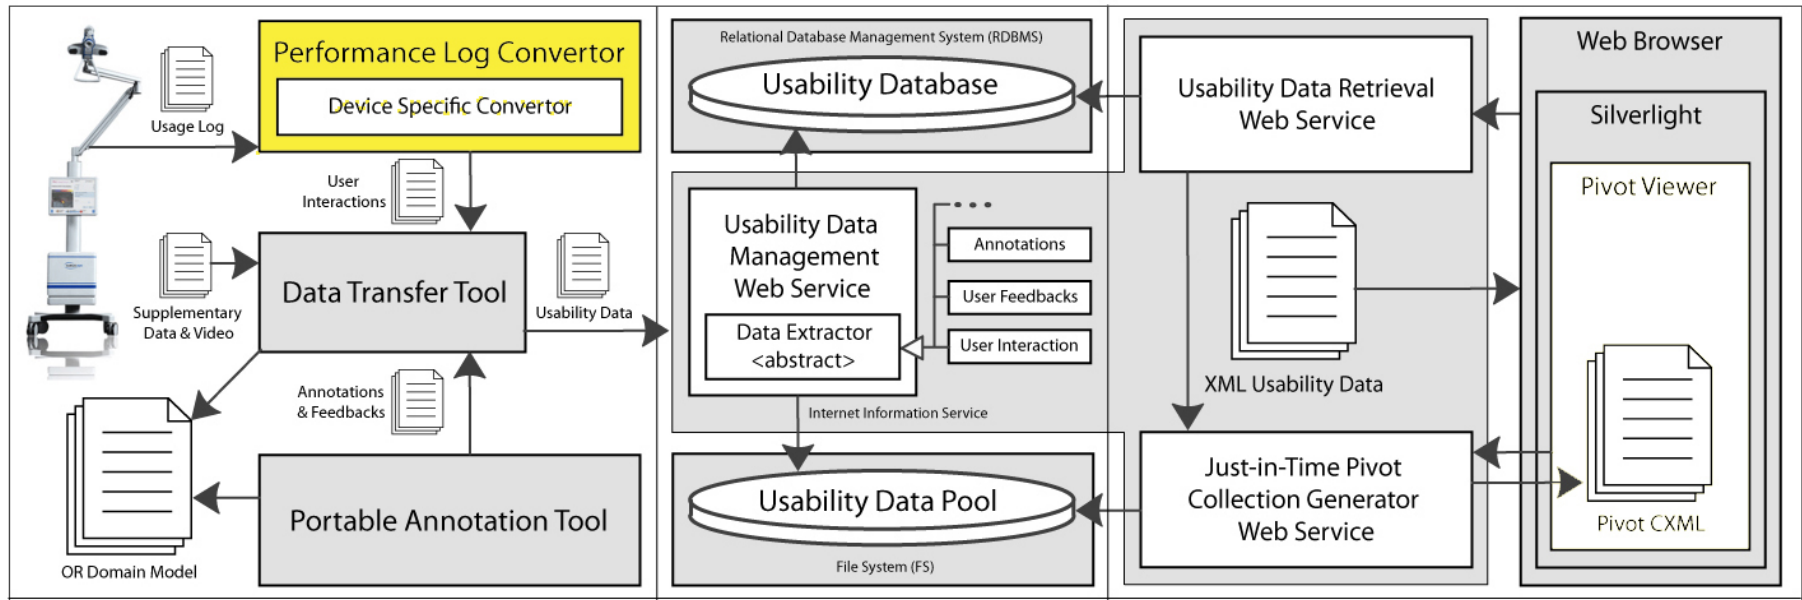 Performance Log Convertor
Device Specific Convertor
Usage Log
User
Interactions
Supplementary
Data & Video
Data Transfer Tool
Usability Data
Annotations
& Feedbacks
OR Domain Model
Portable Annotation Tool
Relational Database Management System (RDBMS)
Usability Database
Usability Data
Management
Web Service
Data Extractor
<abstract>
Annotations
User Feedbacks
User Interaction
Internet Information Service
Usability Data Pool
File System (FS)
Usability Data Retrieval
Web Service
XML Usability Data
Just-in-Time Pivot
Collection Generator
Web Service
Web Browser
Silverlight
Pivot Viewer
Pivot CXML